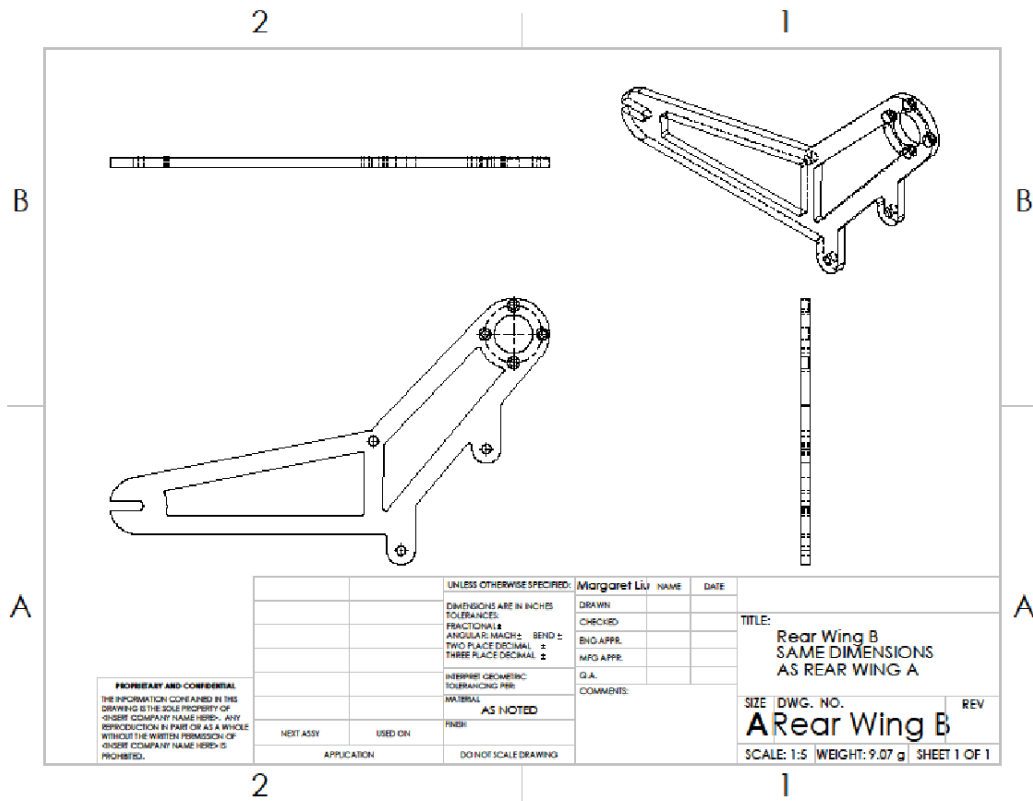 2 1
B B
A A
UNLESS OTHERWISE SPECIFIED:
DIMENSIONS ARE IN INCHES
TOLERANCES:
FRACTIONAL ±
ANGULAR: MACH ± BEND ±
TWO PLACE DECIMAL ±
THREE PLACE DECIMAL ±
INTERPRET GEOMETRIC
TOLERANCING PER:
MATERIAL
AS NOTED
FINISH
DO NOT SCALE DRAWING
Margaret Liu NAME DATE
DRAWN
CHECKED
ENG APPR.
MFG APPR.
Q.A.
COMMENTS:
TITLE:
Rear Wing B
SAME DIMENSIONS
AS REAR WING A
SIZE DWG. NO. REV
A Rear Wing B
SCALE: 1:5 WEIGHT: 9.07 g SHEET 1 OF 1
PROPRIETARY AND CONFIDENTIAL
THE INFORMATION CONTAINED IN THIS
DRAWING IS THE SOLE PROPERTY OF
<INSERT COMPANY NAME HERE>. ANY
REPRODUCTION IN PART OR AS A WHOLE
WITHOUT THE WRITTEN PERMISSION OF
<INSERT COMPANY NAME HERE> IS
PROHIBITED.
NEXT ASSY USED ON
APPLICATION
2 1